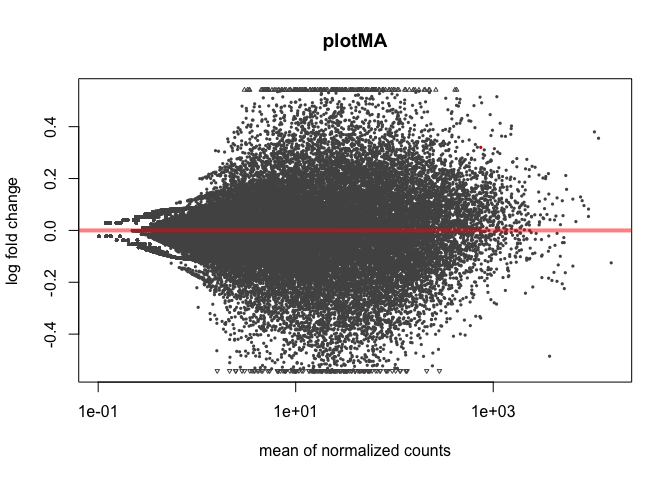 plotMA
log fold change
0.4
0.2
0.0
-0.2
-0.4
1e-01
1e+01
1e+03
mean of normalized counts